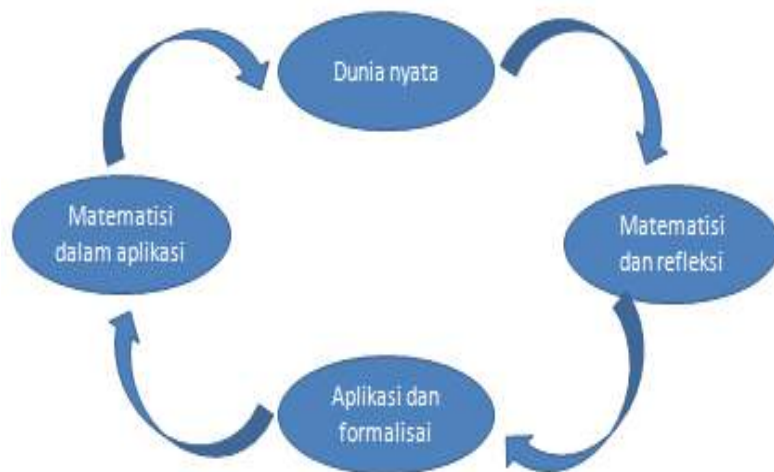 Dunia nyata
Matematisi
dan refleksi
Aplikasi dan
formalisai
Matematisi
dalam aplikasi